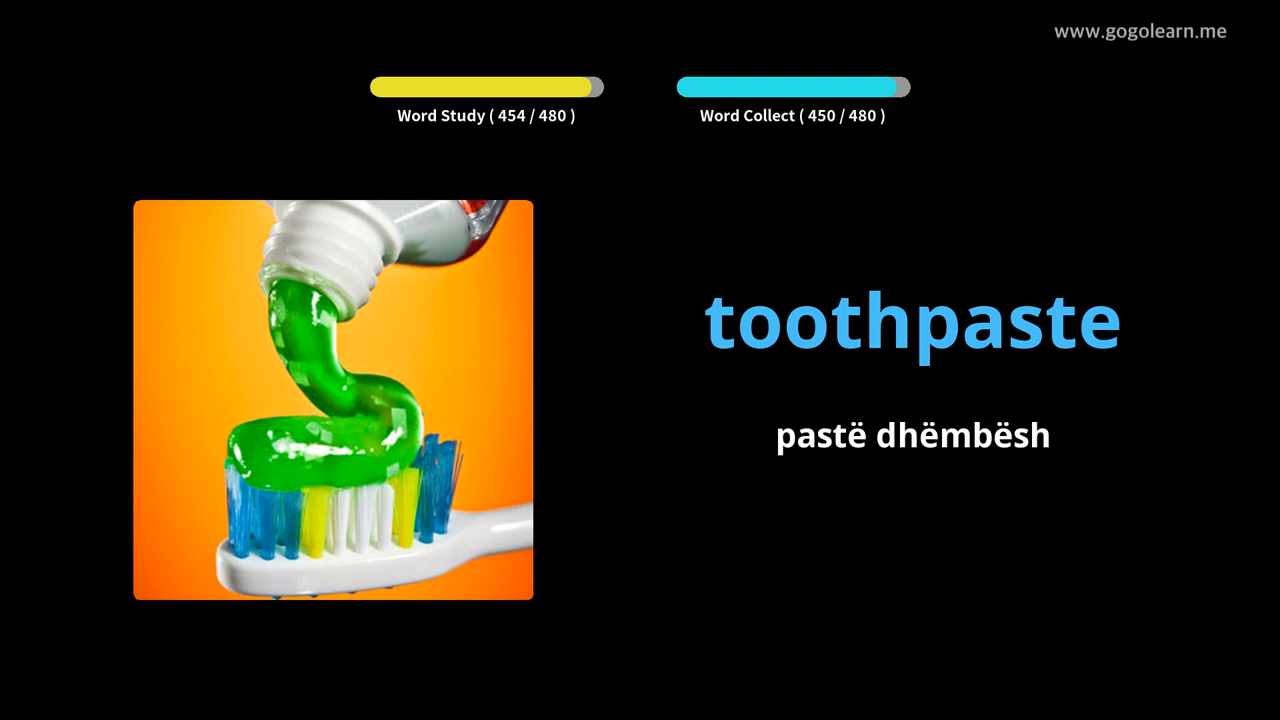 www.gogolearn.me
Word Study ( 454 / 480 )
Word Collect ( 450 / 480 )
toothpaste
pastë dhëmbësh